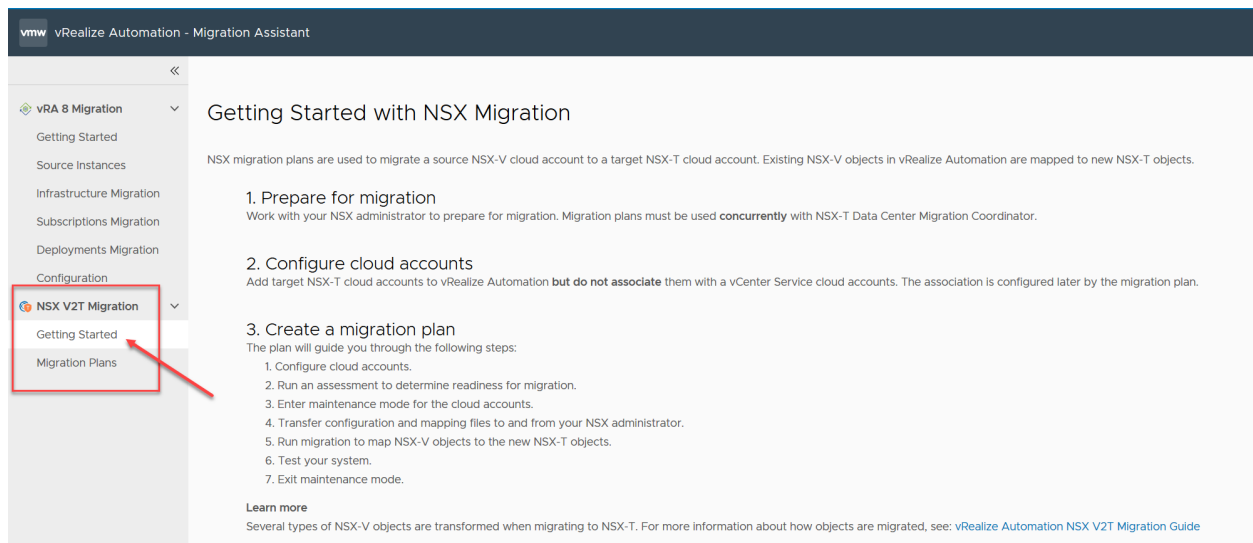 vmw vRealize Automation - Migration Assistant
vRA 8 Migration
Getting Started
Source Instances
Infrastructure Migration
Subscriptions Migration
Deployments Migration
Configuration
NSX V2T Migration
Getting Started
Migration Plans
Getting Started with NSX Migration
NSX migration plans are used to migrate a source NSX-V cloud account to a target NSX-T cloud account. Existing NSX-V objects in vRealize Automation are mapped to new NSX-T objects.
1. Prepare for migration
Work with your NSX administrator to prepare for migration. Migration plans must be used concurrently with NSX-T Data Center Migration Coordinator.
2. Configure cloud accounts
Add target NSX-T cloud accounts to vRealize Automation but do not associate them with a vCenter Service cloud accounts. The association is configured later by the migration plan.
3. Create a migration plan
The plan will guide you through the following steps:
1. Configure cloud accounts.
2. Run an assessment to determine readiness for migration.
3. Enter maintenance mode for the cloud accounts.
4. Transfer configuration and mapping files to and from your NSX administrator.
5. Run migration to map NSX-V objects to the new NSX-T objects.
6. Test your system.
7. Exit maintenance mode.
Learn more
Several types of NSX-V objects are transformed when migrating to NSX-T. For more information about how objects are migrated, see: vRealize Automation NSX V2T Migration Guide